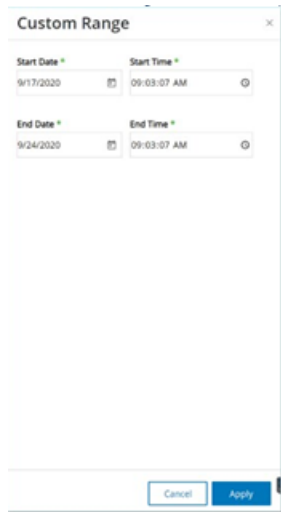 Custom Range
Start Date * Start Time *
9/17/2020 09:03:07 AM
End Date * End Time *
9/24/2020 09:03:07 AM
Cancel Apply